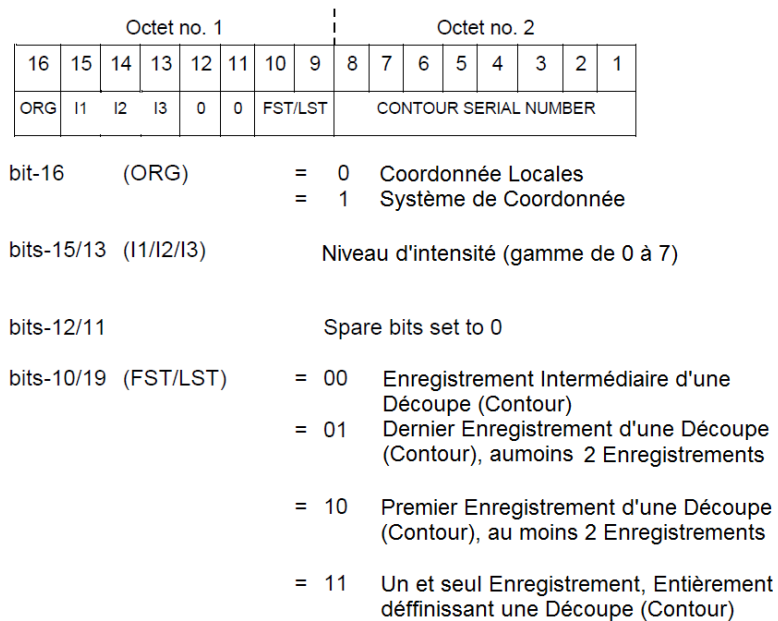 Octet no. 1 Octet no. 2
16 15 14 13 12 11 10 9 8 7 6 5 4 3 2 1
ORG I1 I2 I3 0 0 FST/LST CONTOUR SERIAL NUMBER
bit-16 (ORG) = 0 Coordonnée Locales
= 1 Système de Coordonnée
bits-15/13 (I1/I2/I3) Niveau d'intensité (gamme de 0 à 7)
bits-12/11 Spare bits set to 0
bits-10/19 (FST/LST) = 00 Enregistrement Intermédiaire d'une
Découpe (Contour)
= 01 Dernier Enregistrement d'une Découpe
(Contour), aumoins 2 Enregistrements
= 10 Premier Enregistrement d'une Découpe
(Contour), au moins 2 Enregistrements
= 11 Un et seul Enregistrement, Entièrement
déffinissant une Découpe (Contour)